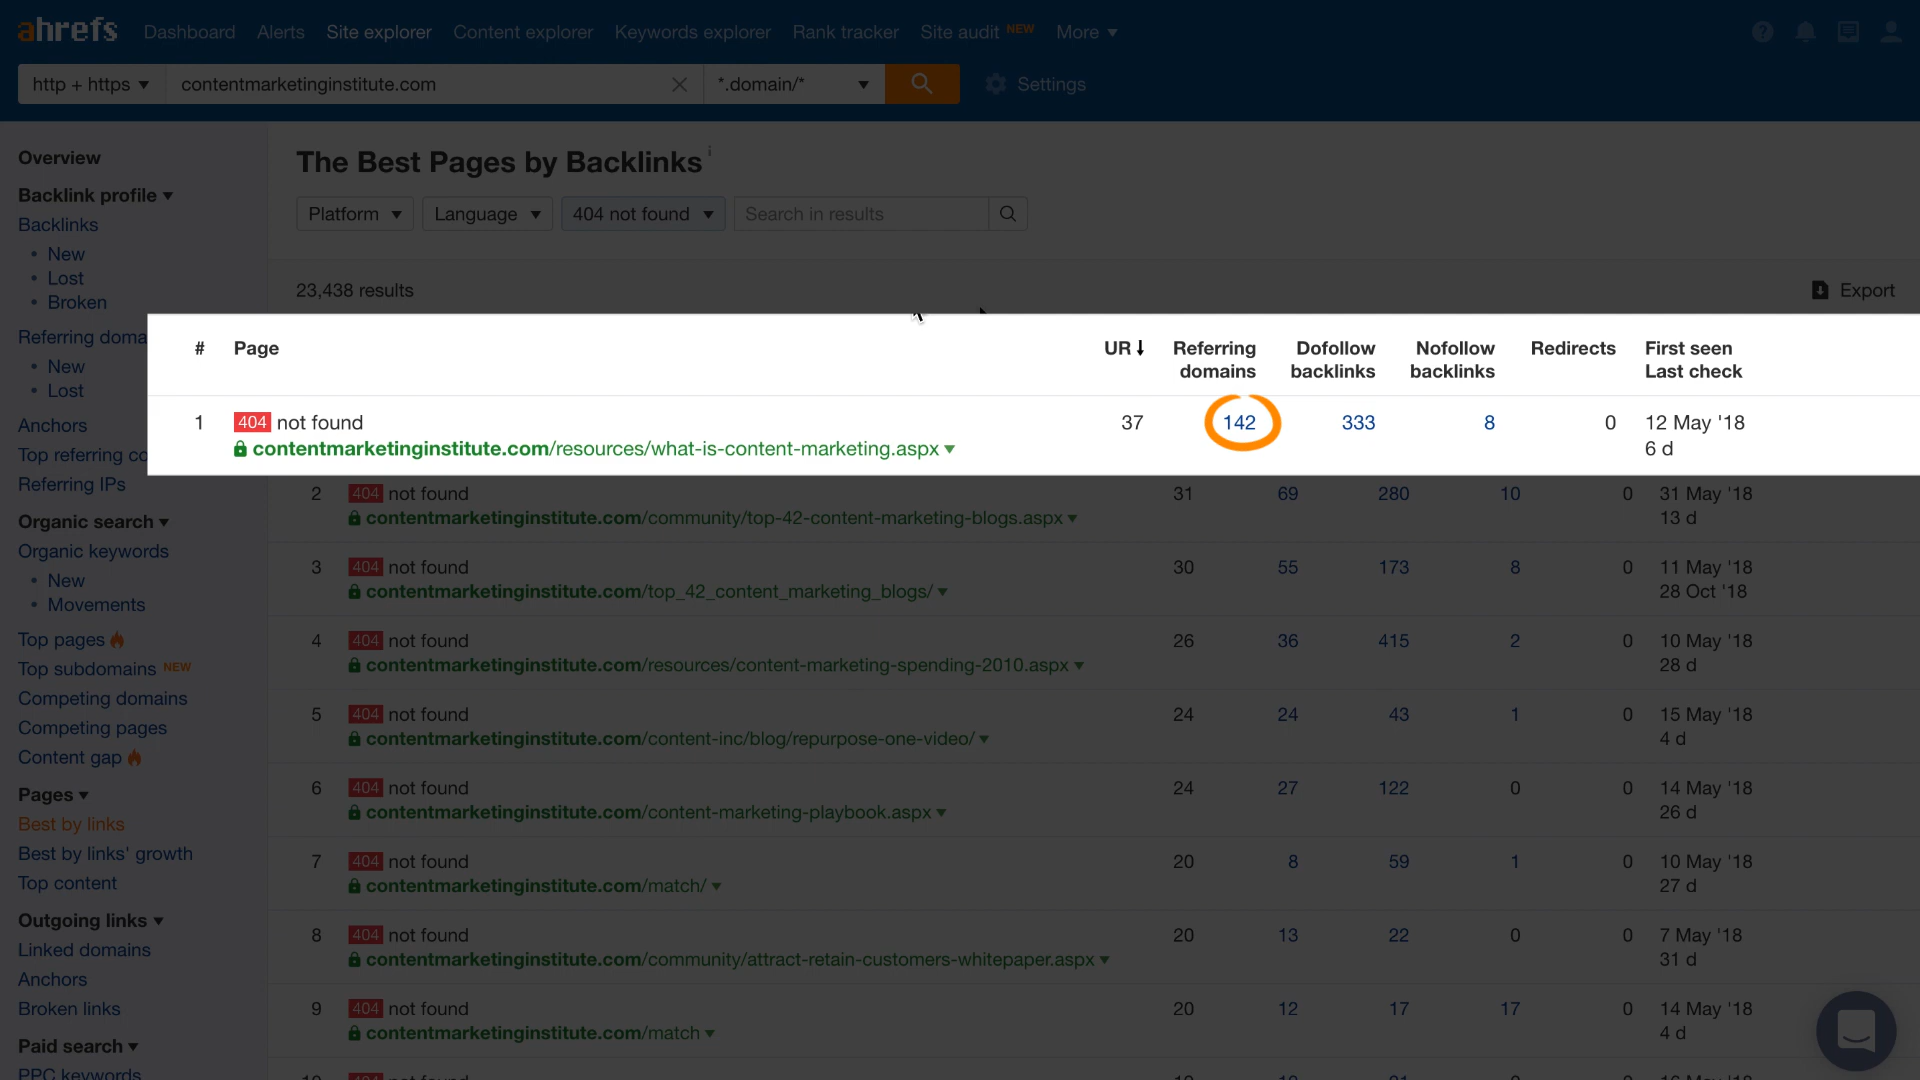 ahrefs Dashboard Alerts Site explorer Content explorer Keywords explorer Rank tracker Site audit NEW More
http + https contentmarketinginstitute.com *.domain/* Settings
Overview
Backlink profile
Backlinks
• New
• Lost
• Broken
Referring doma
• New
• Lost
Anchors
Top referring co
Referring IPs
Organic search
Organic keywords
• New
• Movements
Top pages
Top subdomains NEW
Competing domains
Competing pages
Content gap
Pages
Best by links
Best by links' growth
Top content
Outgoing links
Linked domains
Anchors
Broken links
Paid search
PPC keywords
The Best Pages by Backlinks i
Platform Language 404 not found Search in results
23,438 results Export
# Page UR Referring domains Dofollow backlinks Nofollow backlinks Redirects First seen Last check
1 404 not found 37 142 333 8 0 12 May '18
contentmarketinginstitute.com/resources/what-is-content-marketing.aspx 6 d
2 404 not found 31 69 280 10 0 31 May '18
contentmarketinginstitute.com/community/top-42-content-marketing-blogs.aspx 13 d
3 404 not found 30 55 173 8 0 11 May '18
contentmarketinginstitute.com/top_42_content_marketing_blogs/ 28 Oct '18
4 404 not found 26 36 415 2 0 10 May '18
contentmarketinginstitute.com/resources/content-marketing-spending-2010.aspx 28 d
5 404 not found 24 24 43 1 0 15 May '18
contentmarketinginstitute.com/content-inc/blog/repurpose-one-video/ 4 d
6 404 not found 24 27 122 0 0 14 May '18
contentmarketinginstitute.com/content-marketing-playbook.aspx 26 d
7 404 not found 20 8 59 1 0 10 May '18
contentmarketinginstitute.com/match/ 27 d
8 404 not found 20 13 22 0 0 7 May '18
contentmarketinginstitute.com/community/attract-retain-customers-whitepaper.aspx 31 d
9 404 not found 20 12 17 17 0 14 May '18
contentmarketinginstitute.com/match 4 d